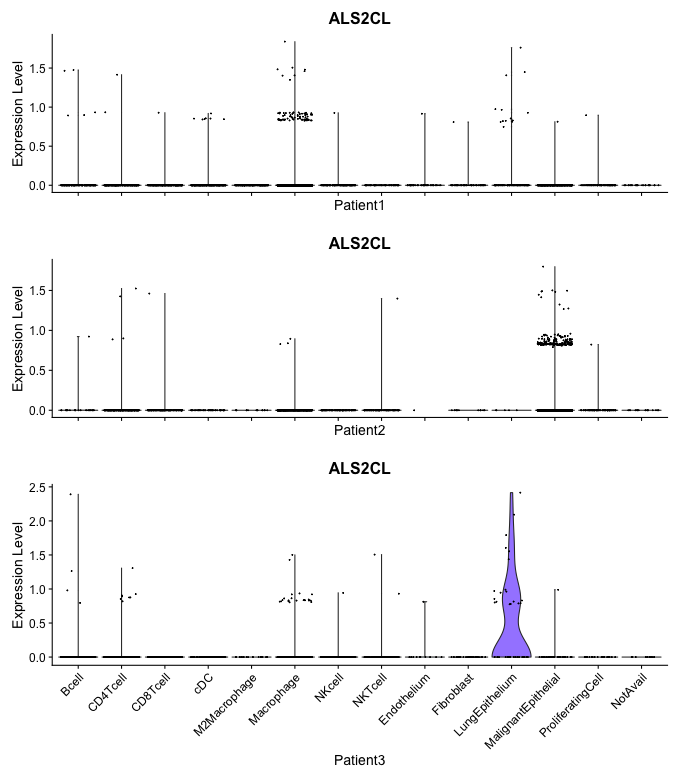 ALS2CL
Expression Level
1.5
1.0
0.5
0.0
Patient1
ALS2CL
Expression Level
1.5
1.0
0.5
0.0
Patient2
ALS2CL
Expression Level
2.5
2.0
1.5
1.0
0.5
0.0
Bcell
CD4Tcell
CD8Tcell
cDC
M2Macrophage
Macrophage
NKcell
NKTcell
Endothelium
Fibroblast
LungEpithelium
MalignantEpithelial
ProliferatingCell
NotAvail
Patient3